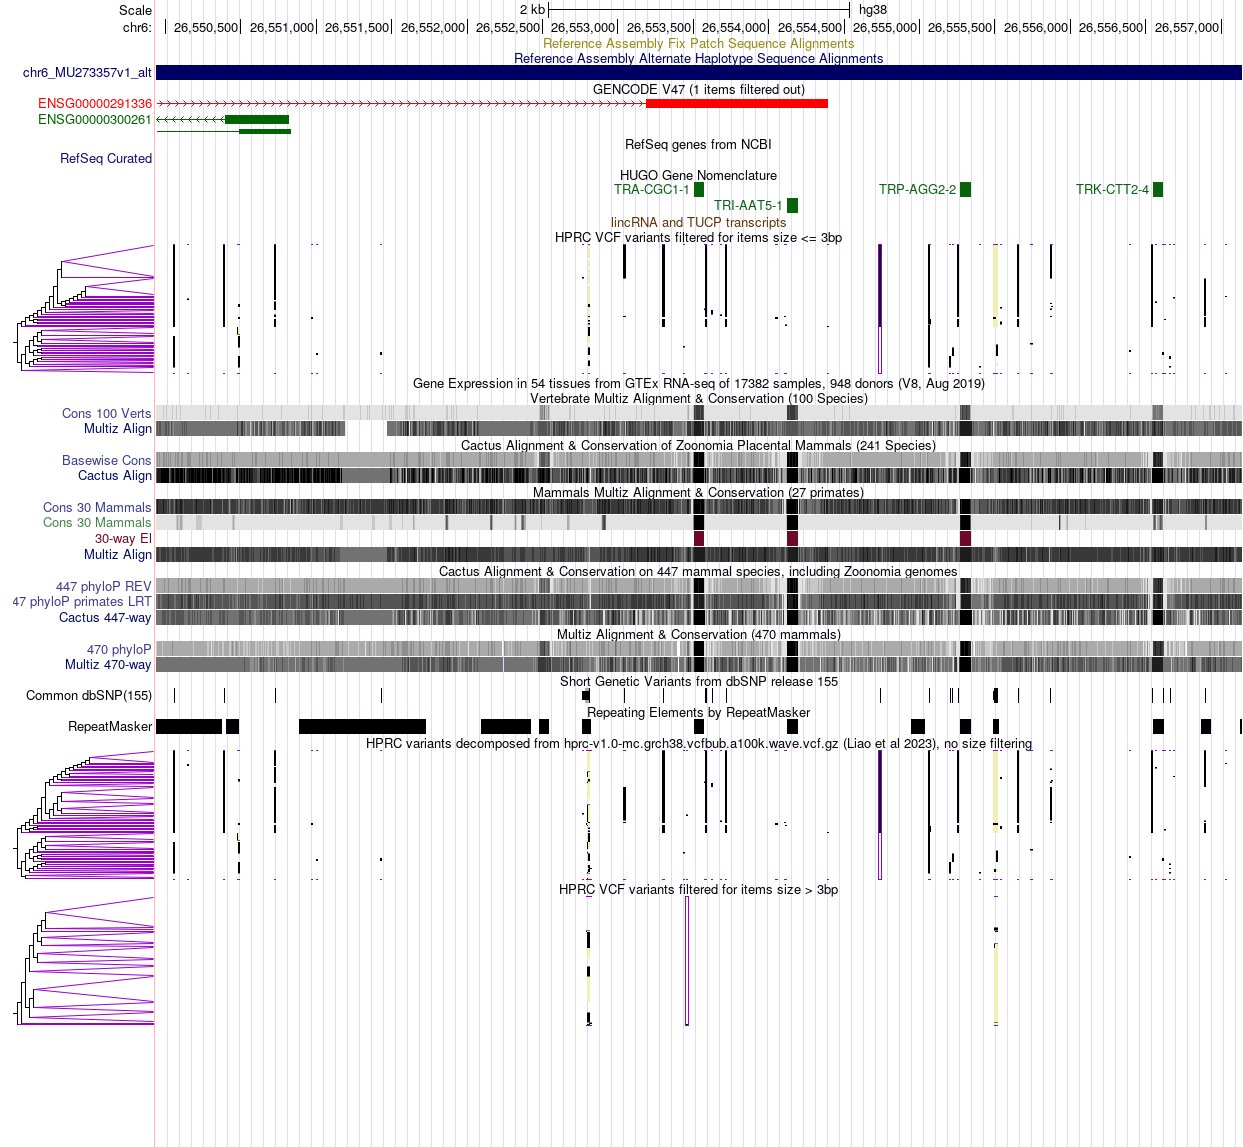 Scale 2 kb hg38
chr6: 26,550,500 26,551,000 26,551,500 26,552,000 26,552,500 26,553,000 26,553,500 26,554,000 26,554,500 26,555,000 26,555,500 26,556,000 26,556,500 26,557,000
Reference Assembly Fix Patch Sequence Alignments
Reference Assembly Alternate Haplotype Sequence Alignments
chr6_MU273357v1_alt
GENCODE V47 (1 items filtered out)
ENSG00000291336
ENSG00000300261
RefSeq genes from NCBI
RefSeq Curated
HUGO Gene Nomenclature
TRA-CGC1-1 TRP-AGG2-2 TRK-CTT2-4
TRI-AAT5-1
lincRNA and TUCP transcripts
HPRC VCF variants filtered for items size <= 3bp
Gene Expression in 54 tissues from GTEx RNA-seq of 17382 samples, 948 donors (V8, Aug 2019)
Vertebrate Multiz Alignment & Conservation (100 Species)
Cons 100 Verts
Multiz Align
Cactus Alignment & Conservation of Zoonomia Placental Mammals (241 Species)
Basewise Cons
Cactus Align
Mammals Multiz Alignment & Conservation (27 primates)
Cons 30 Mammals
Cons 30 Mammals
30-way El
Multiz Align
Cactus Alignment & Conservation on 447 mammal species, including Zoonomia genomes
447 phyloP REV
47 phyloP primates LRT
Cactus 447-way
Multiz Alignment & Conservation (470 mammals)
470 phyloP
Multiz 470-way
Short Genetic Variants from dbSNP release 155
Common dbSNP(155)
Repeating Elements by RepeatMasker
RepeatMasker
HPRC variants decomposed from hprc-v1.0-mc.grch38.vcfbub.a100k.wave.vcf.gz (Liao et al 2023), no size filtering
HPRC VCF variants filtered for items size > 3bp